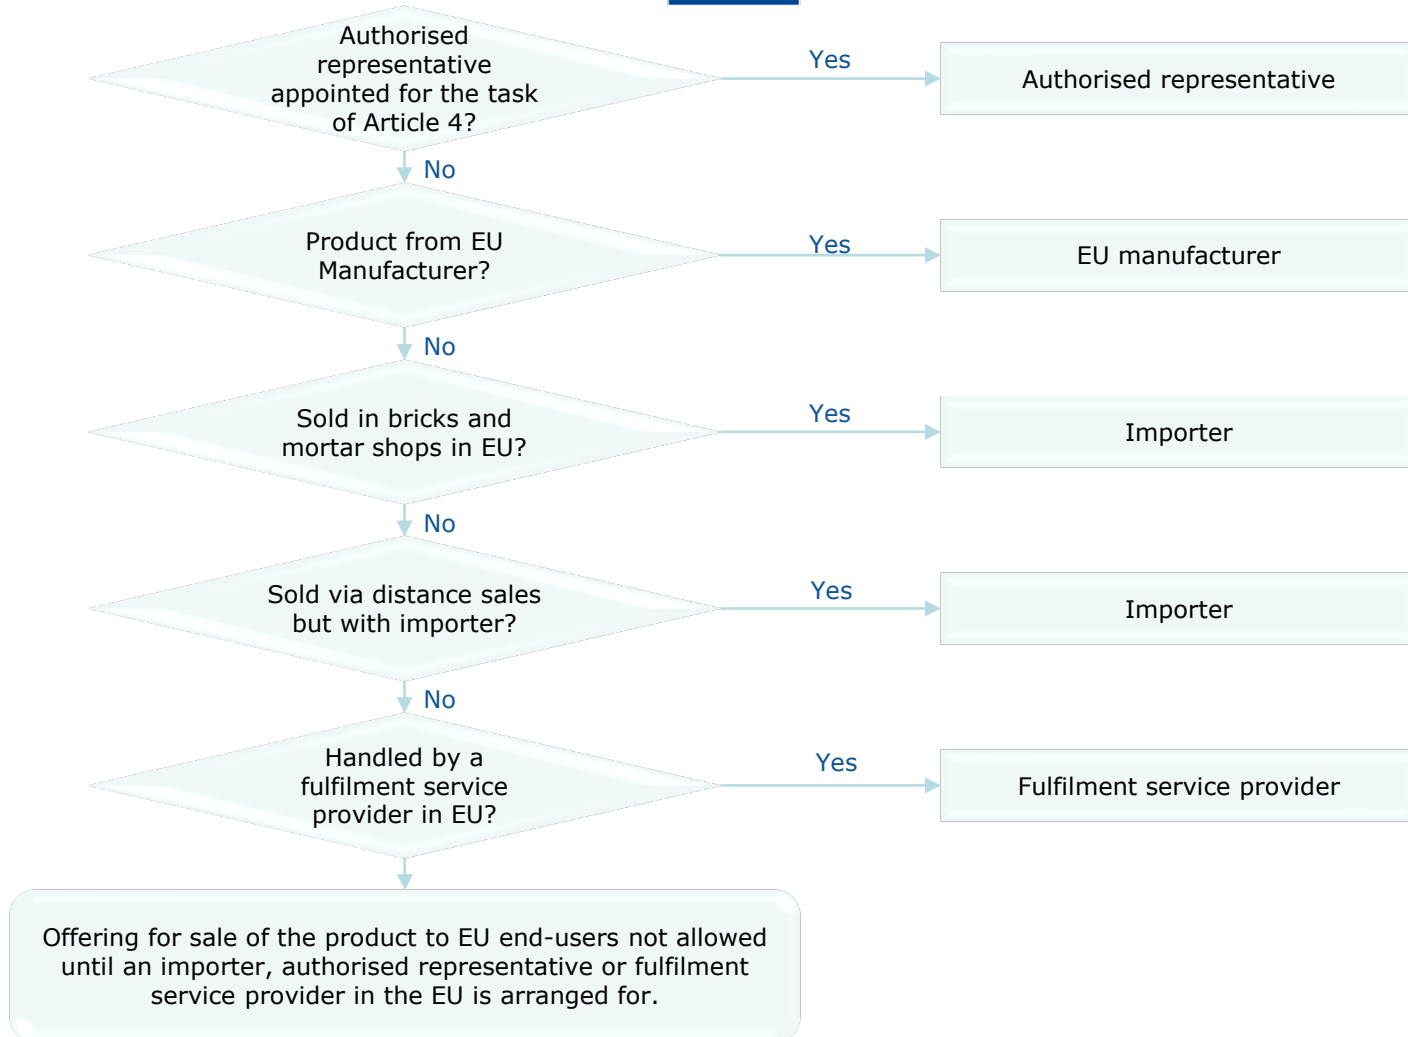 Authorised
representative
appointed for the task
of Article 4?
Yes
Authorised representative
No
Product from EU
Manufacturer?
Yes
EU manufacturer
No
Sold in bricks and
mortar shops in EU?
Yes
Importer
No
Sold via distance sales
but with importer?
Yes
Importer
No
Handled by a
fulfilment service
provider in EU?
Yes
Fulfilment service provider
Offering for sale of the product to EU end-users not allowed
until an importer, authorised representative or fulfilment
service provider in the EU is arranged for.